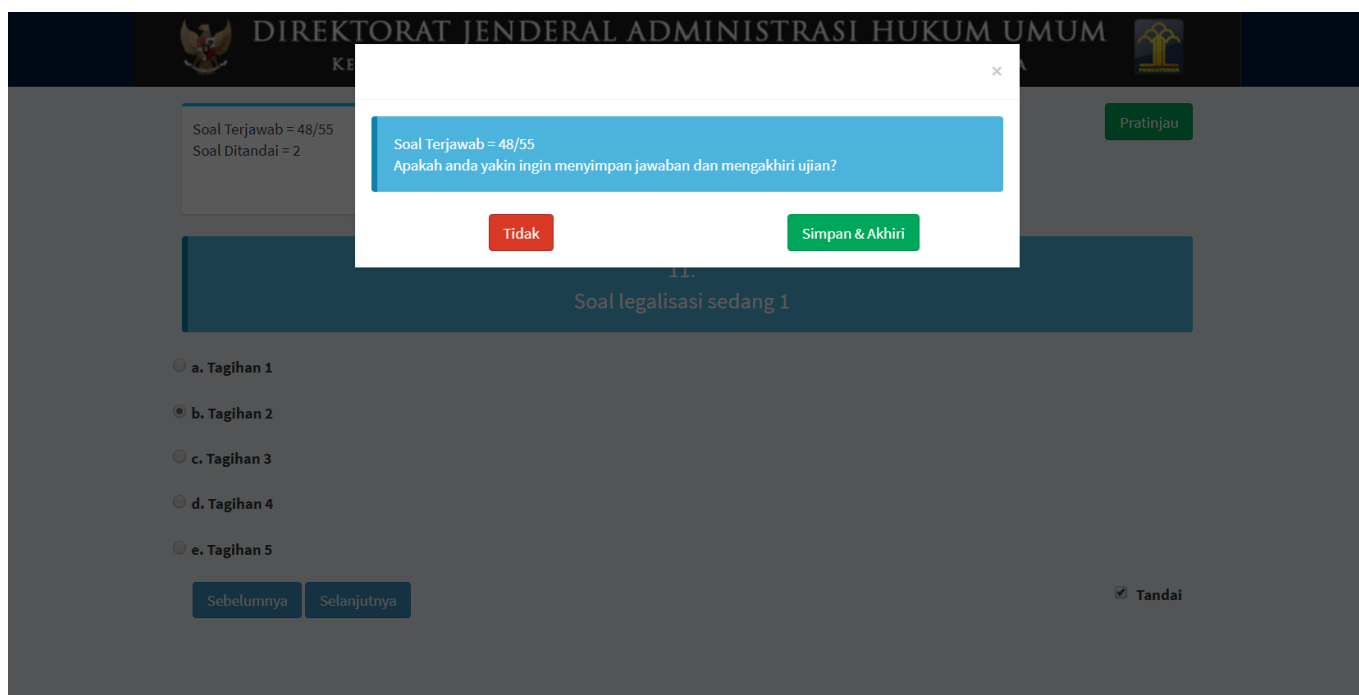 DIREKTORAT JENDERAL ADMINISTRASI HUKUM UMUM
×
Soal Terjawab = 48/55
Soal Ditandai = 2
Pratinjau
Soal Terjawab = 48/55
Apakah anda yakin ingin menyimpan jawaban dan mengakhiri ujian?
Tidak
Simpan & Akhiri
11.
Soal legalisasi sedang 1
a. Tagihan 1
b. Tagihan 2
c. Tagihan 3
d. Tagihan 4
e. Tagihan 5
Sebelumnya
Selanjutnya
Tandai